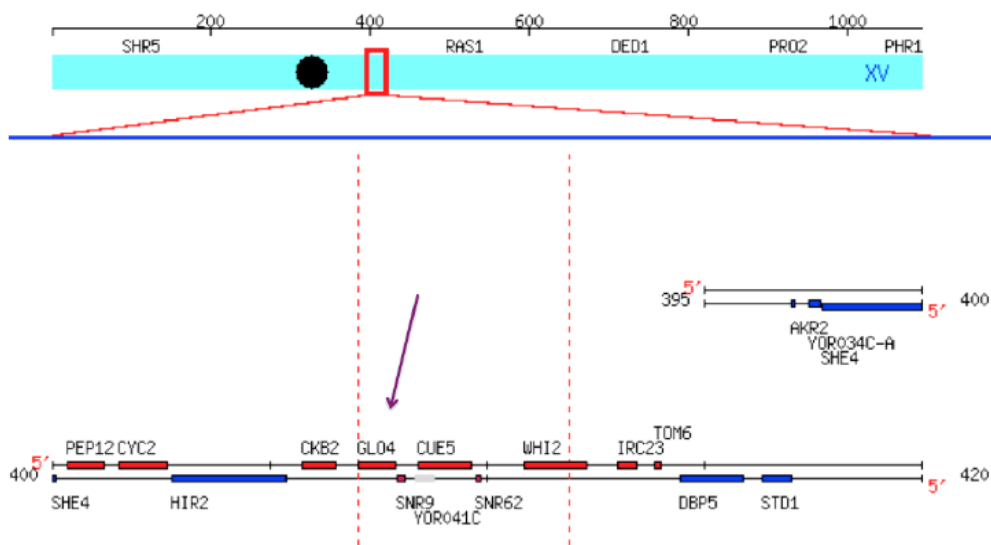 200 400 600 800 1000
SHR5 RAS1 DED1 PRO2 PHR1
XV
5'
395 5' 400
AKR2
YOR034C-A
SHE4
TOM6
PEP12 CYC2 CKB2 GLO4 CUE5 WHI2 IRC23
5'
400 5' 420
SHE4 HIR2 SNR9 SNR62 DBP5 STD1
YOR041C